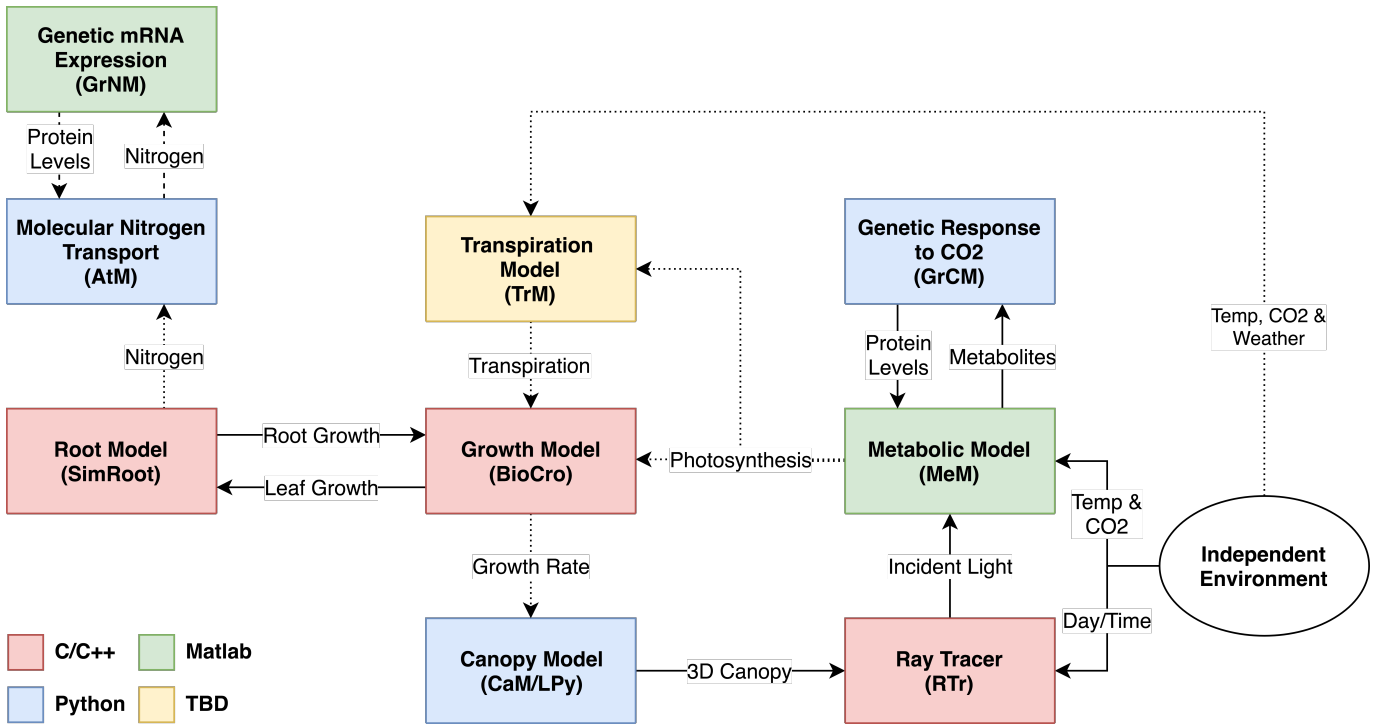 Genetic mRNA
Expression
(GrNM)
Protein
Levels
Nitrogen
Molecular Nitrogen
Transport
(AtM)
Transpiration
Model
(TrM)
Genetic Response
to CO2
(GrCM)
Temp, CO2 &
Weather
Nitrogen
Transpiration
Protein
Levels
Metabolites
Root Model
(SimRoot)
Root Growth
Leaf Growth
Growth Model
(BioCro)
Photosynthesis
Metabolic Model
(MeM)
Temp &
CO2
Growth Rate
Incident Light
Independent
Environment
Day/Time
C/C++
Matlab
Python
TBD
Canopy Model
(CaM/LPy)
3D Canopy
Ray Tracer
(RTr)